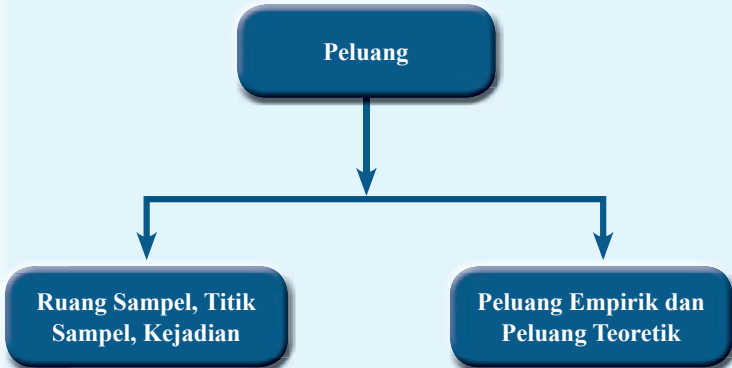 Peluang
Ruang Sampel, Titik
Sampel, Kejadian
Peluang Empirik dan
Peluang Teoretik